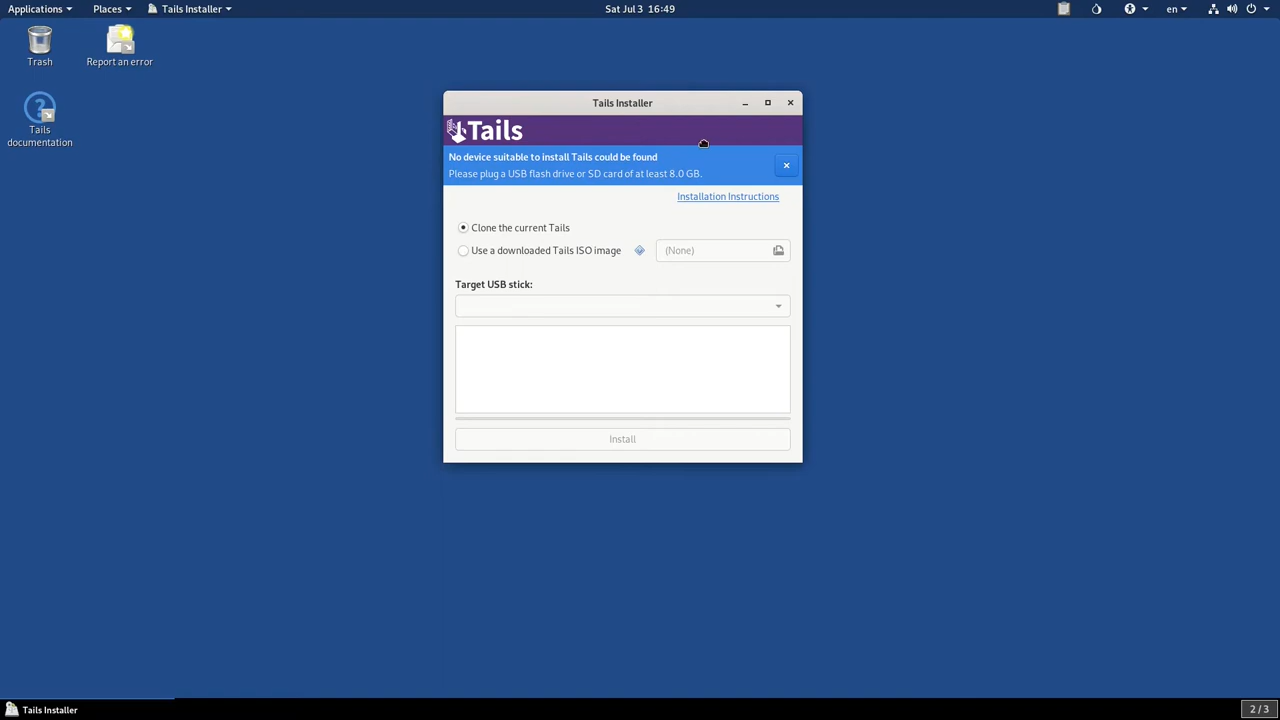 Applications Places Tails Installer Sat Jul 3 16:49 en
Trash
Report an error
Tails documentation
Tails Installer
Tails
No device suitable to install Tails could be found
Please plug a USB flash drive or SD card of at least 8.0 GB.
Installation Instructions
Clone the current Tails
Use a downloaded Tails ISO image (None)
Target USB stick:
Install
Tails Installer 2 / 3